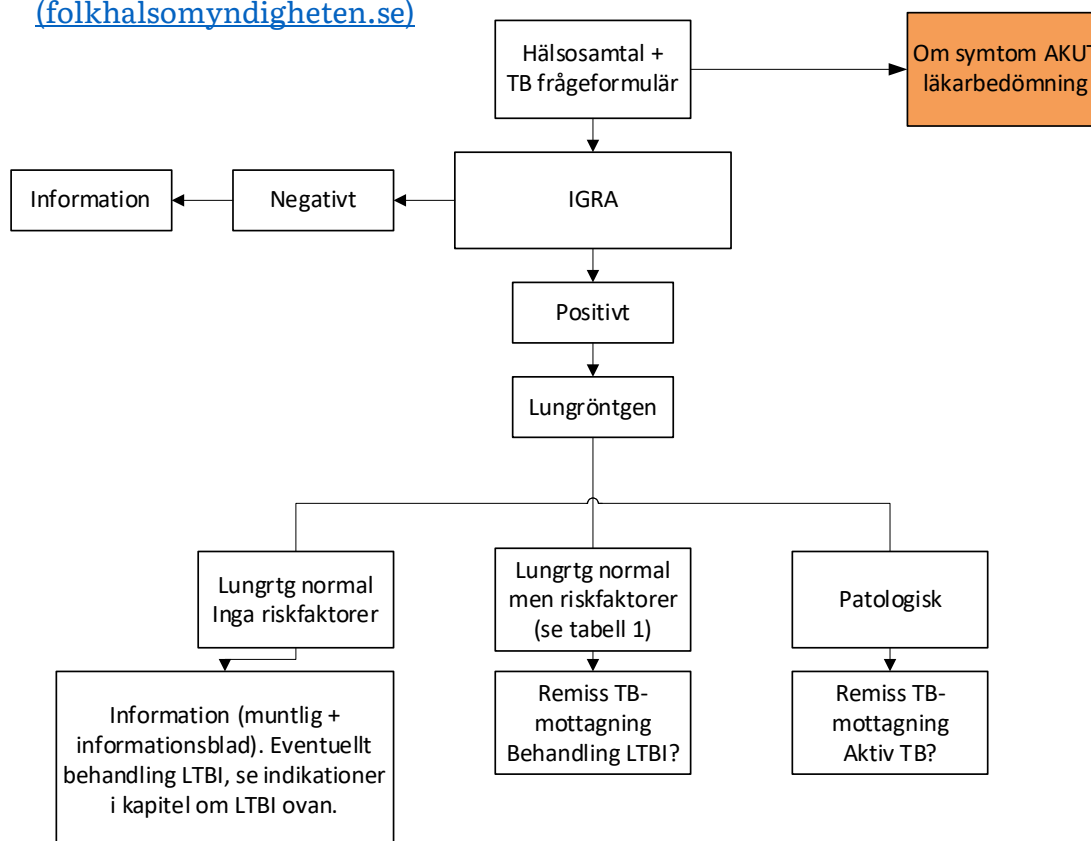 (folkhalsomyndigheten.se)
Hälsosamtal +
TB frågeformulär
Om symtom AKUT
läkarbedömning
Information
Negativt
IGRA
Positivt
Lungröntgen
Lungrtg normal
Inga riskfaktorer
Lungrtg normal
men riskfaktorer
(se tabell 1)
Patologisk
Information (muntlig +
informationsblad). Eventuellt
behandling LTBI, se indikationer
i kapitel om LTBI ovan.
Remiss TB-
mottagning
Behandling LTBI?
Remiss TB-
mottagning
Aktiv TB?